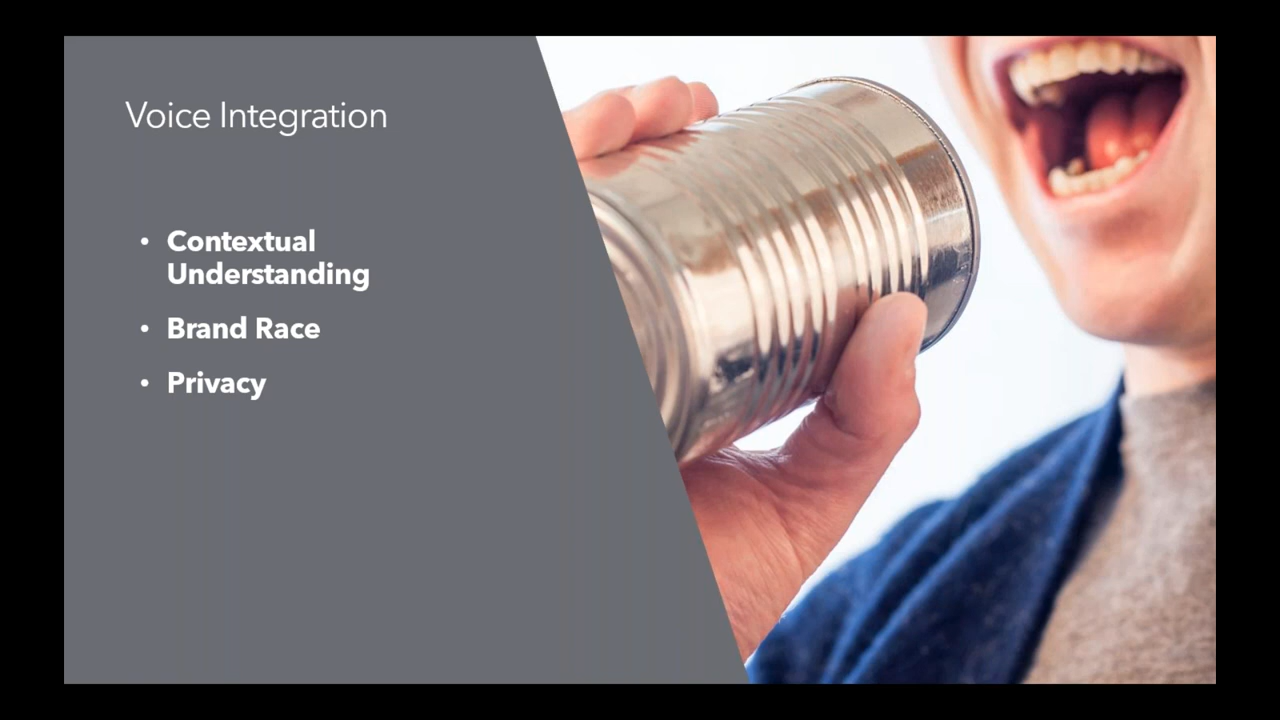 Voice Integration
• Contextual
Understanding
• Brand Race
• Privacy